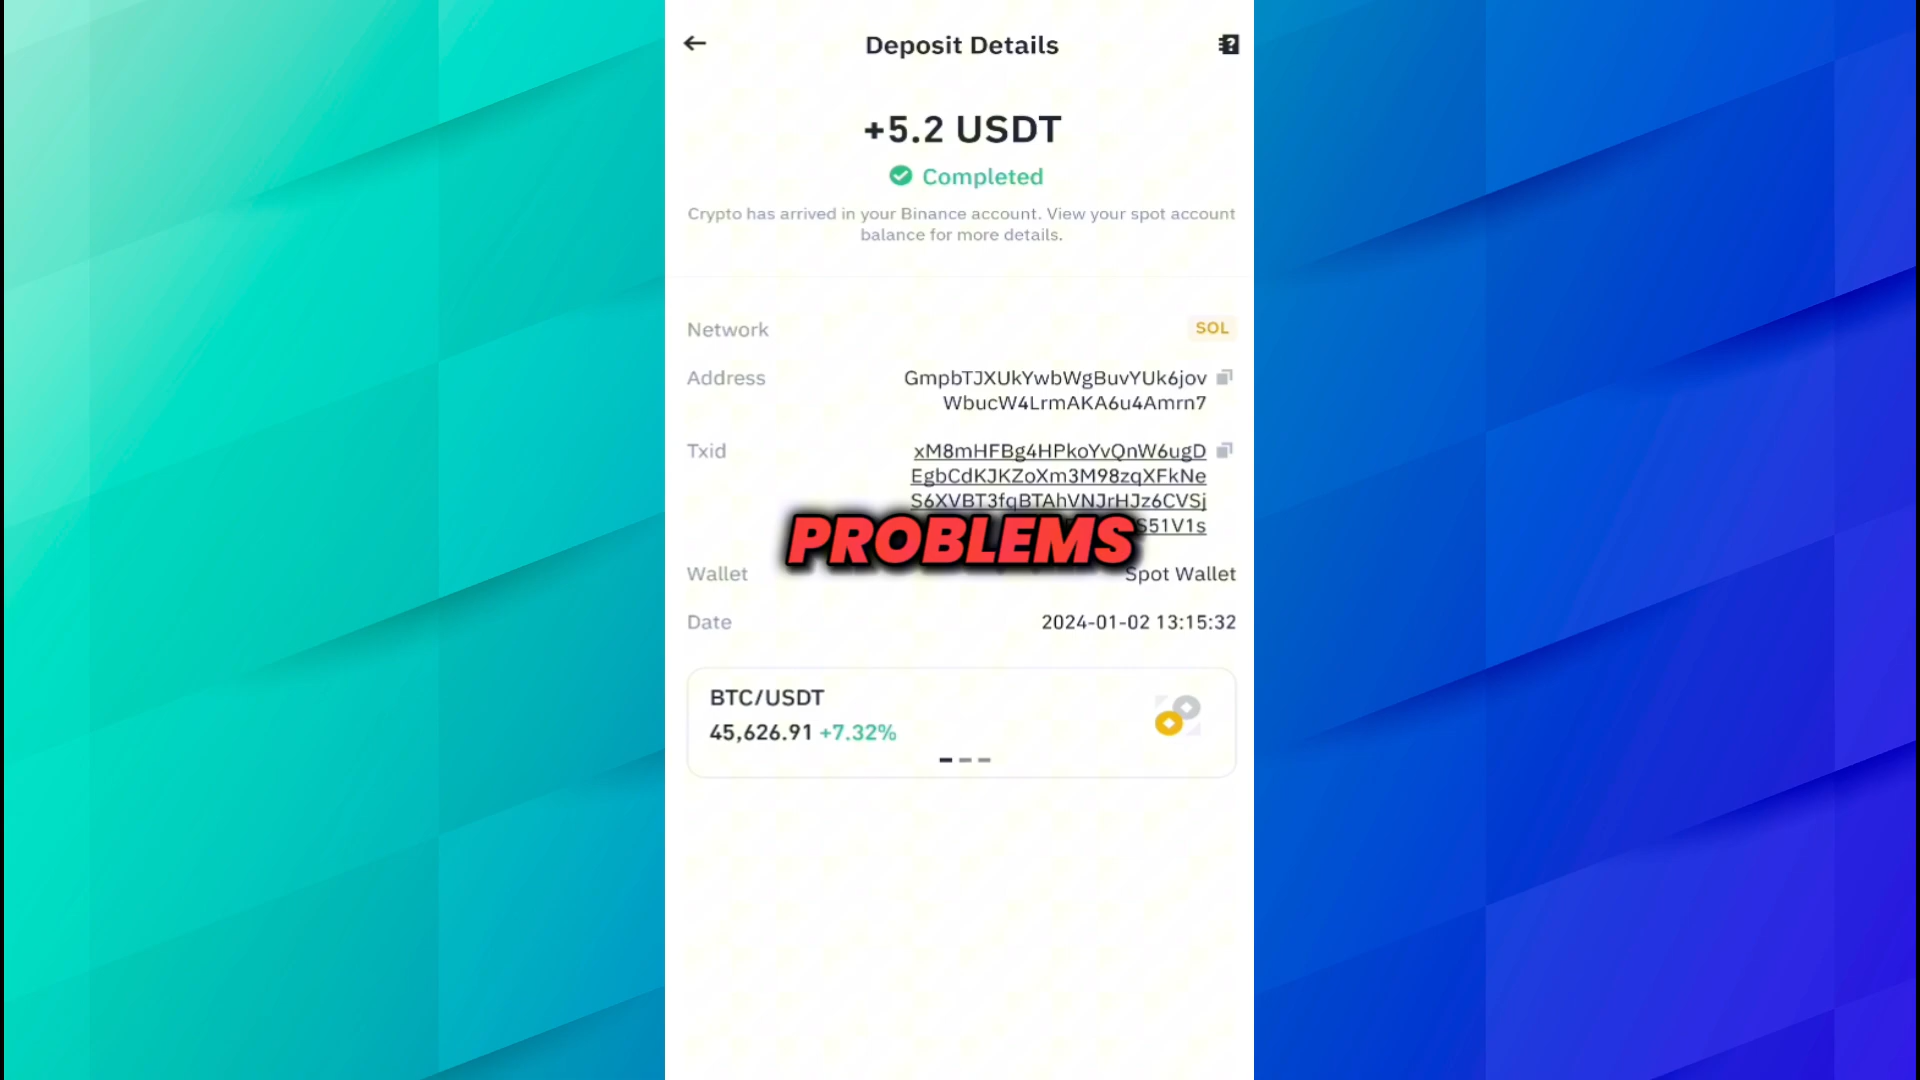 Deposit Details
+5.2 USDT
Completed
Crypto has arrived in your Binance account. View your spot account
balance for more details.
Network SOL
Address GmpbTJXUkYwbWgBuvYUk6jov
WbucW4LrmAKA6u4Amrn7
Txid xM8mHFBg4HPkoYvQnW6ugD
EgbCdKJKZoXm3M98zqXFkNe
S6XVBT3fqBTAhVNJrHJz6CVSj
S51V1s
PROBLEMS
Wallet Spot Wallet
Date 2024-01-02 13:15:32
BTC/USDT
45,626.91 +7.32%